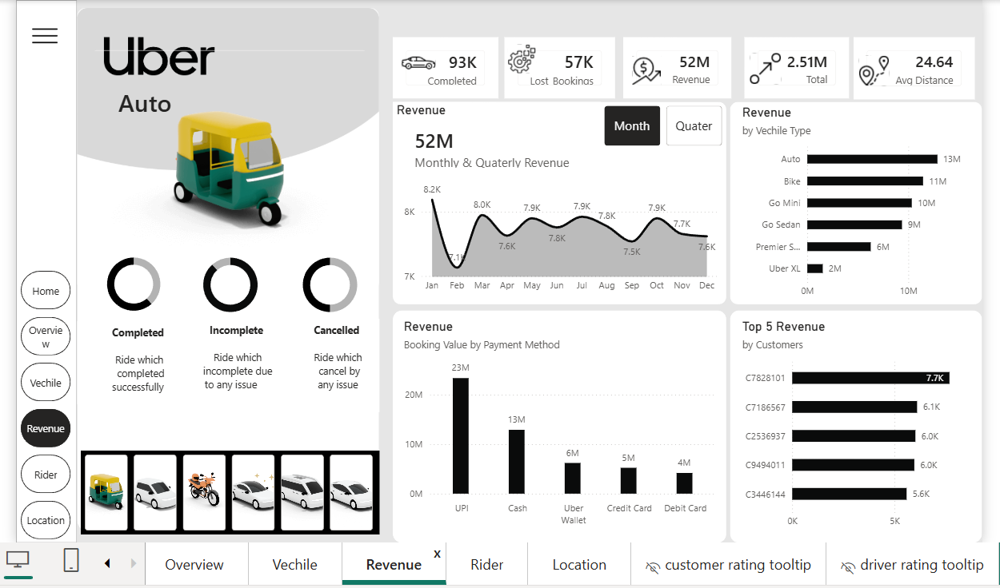 Uber
Auto
Completed
Ride which
completed
successfully
Incomplete
Ride which
incomplete due
to any issue
Cancelled
Ride which
cancel by
any issue
Home
Overvie
w
Vechile
Revenue
Rider
Location
93K
Completed
57K
Lost Bookings
52M
Revenue
2.51M
Total
24.64
Avg Distance
Revenue
52M
Monthly & Quaterly Revenue
Month
Quater
8K
7K
8.2K
7.1K
8.0K
7.6K
7.9K
7.8K
7.9K
7.8K
7.5K
7.9K
7.7K
7.6K
Jan Feb Mar Apr May Jun Jul Aug Sep Oct Nov Dec
Revenue
by Vechile Type
Auto 13M
Bike 11M
Go Mini 10M
Go Sedan 9M
Premier S... 6M
Uber XL 2M
0M 10M
Revenue
Booking Value by Payment Method
20M
10M
0M
23M
13M
6M
5M
4M
UPI Cash Uber Wallet Credit Card Debit Card
Top 5 Revenue
by Customers
C7828101 7.7K
C7186567 6.1K
C2536937 6.0K
C9494011 6.0K
C3446144 5.6K
0K 5K
Overview Vechile Revenue x Rider Location customer rating tooltip driver rating tooltip